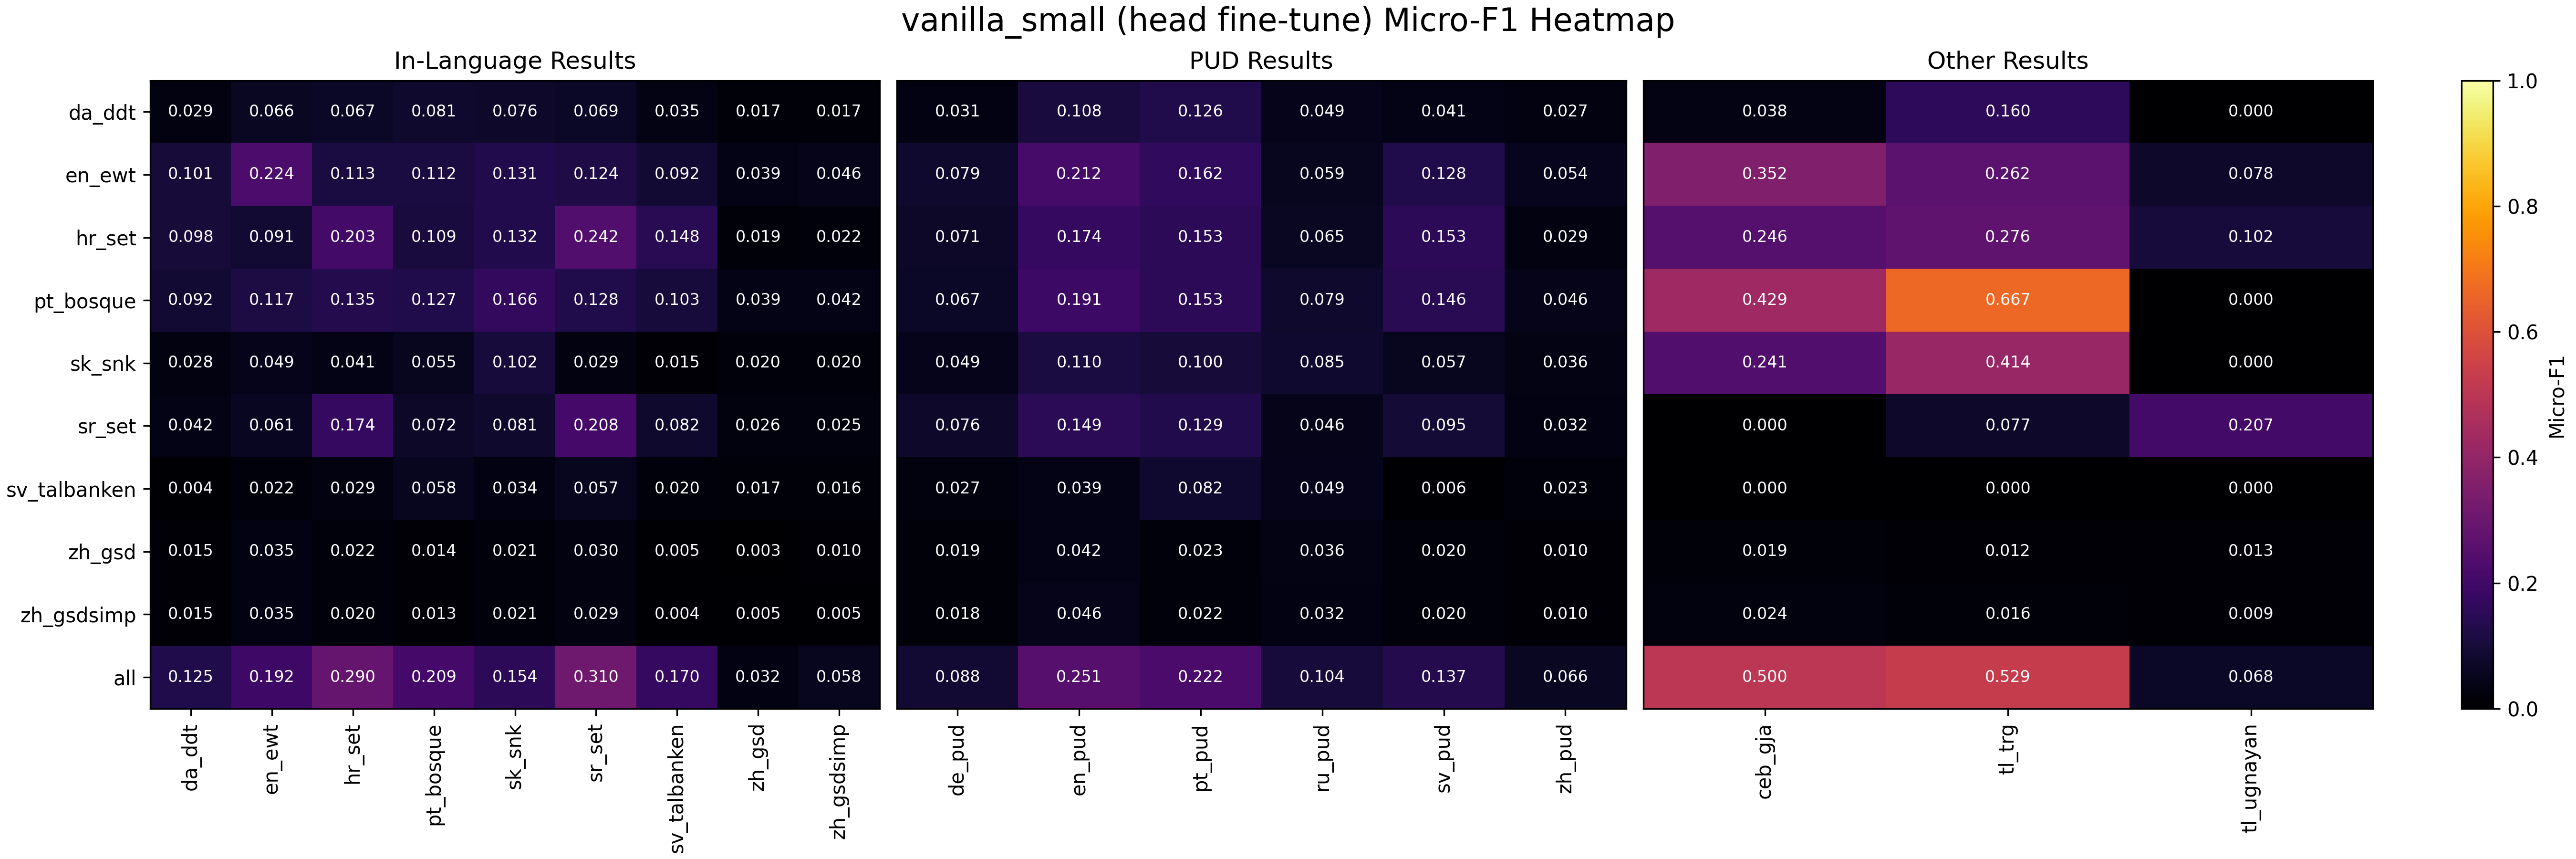 vanilla_small (head fine-tune) Micro-F1 Heatmap
In-Language Results
PUD Results
Other Results
da_ddt 0.029 0.066 0.067 0.081 0.076 0.069 0.035 0.017 0.017 0.031 0.108 0.126 0.049 0.041 0.027 0.038 0.160 0.000
en_ewt 0.101 0.224 0.113 0.112 0.131 0.124 0.092 0.039 0.046 0.079 0.212 0.162 0.059 0.128 0.054 0.352 0.262 0.078
hr_set 0.098 0.091 0.203 0.109 0.132 0.242 0.148 0.019 0.022 0.071 0.174 0.153 0.065 0.153 0.029 0.246 0.276 0.102
pt_bosque 0.092 0.117 0.135 0.127 0.166 0.128 0.103 0.039 0.042 0.067 0.191 0.153 0.079 0.146 0.046 0.429 0.667 0.000
sk_snk 0.028 0.049 0.041 0.055 0.102 0.029 0.015 0.020 0.020 0.049 0.110 0.100 0.085 0.057 0.036 0.241 0.414 0.000
sr_set 0.042 0.061 0.174 0.072 0.081 0.208 0.082 0.026 0.025 0.076 0.149 0.129 0.046 0.095 0.032 0.000 0.077 0.207
sv_talbanken 0.004 0.022 0.029 0.058 0.034 0.057 0.020 0.017 0.016 0.027 0.039 0.082 0.049 0.006 0.023 0.000 0.000 0.000
zh_gsd 0.015 0.035 0.022 0.014 0.021 0.030 0.005 0.003 0.010 0.019 0.042 0.023 0.036 0.020 0.010 0.019 0.012 0.013
zh_gsdsimp 0.015 0.035 0.020 0.013 0.021 0.029 0.004 0.005 0.005 0.018 0.046 0.022 0.032 0.020 0.010 0.024 0.016 0.009
all 0.125 0.192 0.290 0.209 0.154 0.310 0.170 0.032 0.058 0.088 0.251 0.222 0.104 0.137 0.066 0.500 0.529 0.068
da_ddt en_ewt hr_set pt_bosque sk_snk sr_set sv_talbanken zh_gsd zh_gsdsimp de_pud en_pud pt_pud ru_pud sv_pud zh_pud ceb_gja tl_trg tl_ugnayan
1.0
0.8
0.6
0.4
0.2
0.0
Micro-F1